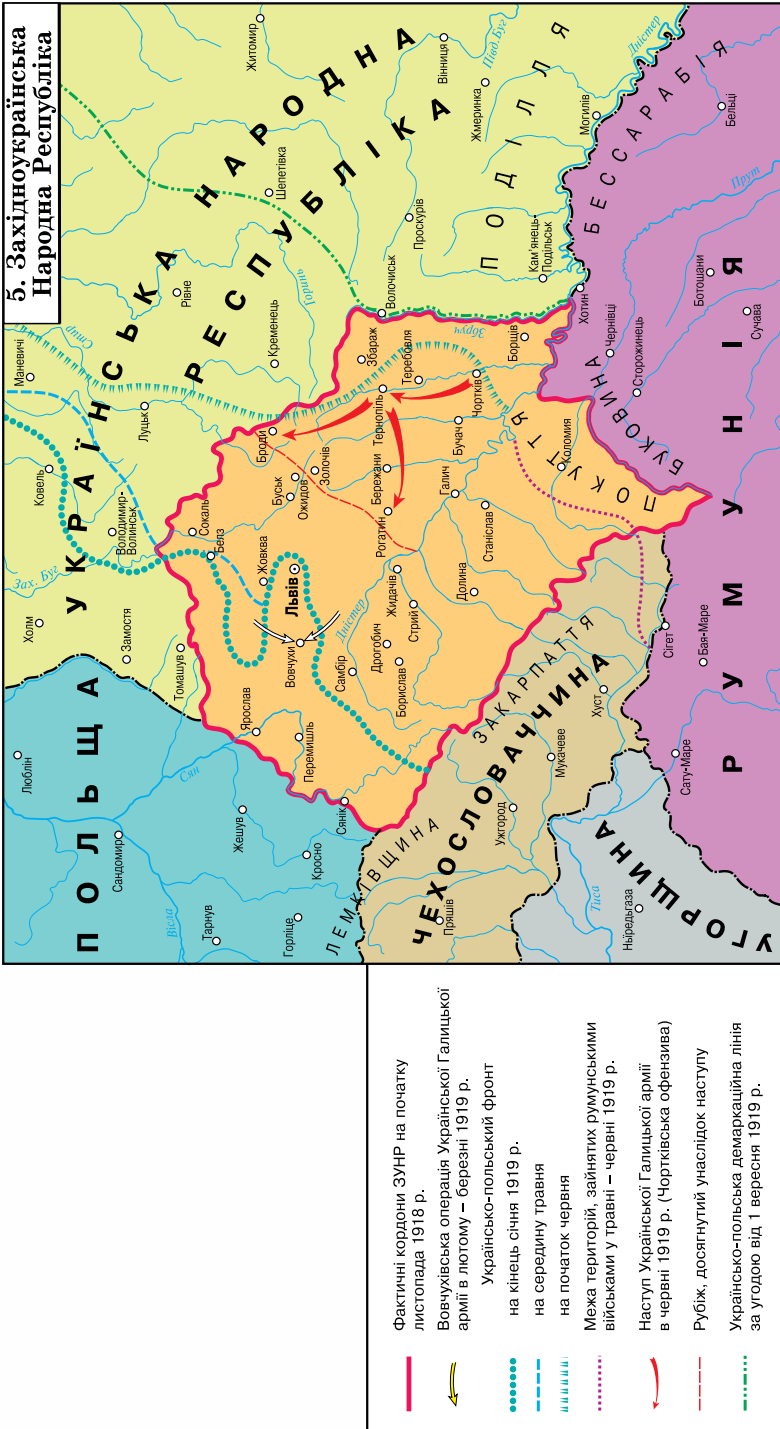 5. Західноукраїнська
Народна Республіка
ПОЛЬЩА
УКРАЇНСЬКА НАРОДНА
РЕСПУБЛІКА
ЧЕХОСЛОВАЧЧИНА
УГОРЩИНА
РУМУНІЯ
ЛЕМКІВЩИНА
ЗАКАРПАТТЯ
ПОКУТТЯ
БУКОВИНА
БЕССАРАБІЯ
ПОДІЛЛЯ
Люблін
Холм
Ковель
Маневичі
Сандомир
Замостя
Володимир-
Волинськ
Луцьк
Рівне
Шепетівка
Житомир
Томашув
Сокаль
Белз
Броди
Кременець
Тарнув
Жешув
Ярослав
Жовква
Буськ
Ожидов
Золочів
Горліце
Кросно
Перемишль
Вовчухи
Львів
Сянік
Самбір
Збараж
Волочиськ
Проскурів
Вінниця
Жмеринка
Могилів
Кам'янець-
Подільськ
Дрогобич
Борислав
Стрий
Жидачів
Рогатин
Бережани
Тернопіль
Теребовля
Чортків
Борщів
Бучач
Галич
Станіслав
Долина
Коломия
Хотин
Чернівці
Сторожинець
Бельці
Ботошани
Сучава
Пряшів
Ужгород
Мукачеве
Хуст
Сігет
Бая-Маре
Сату-Маре
Ніредьгаза
Вісла
Сян
Зах. Буг
Стир
Горинь
Збруч
Півд. Буг
Дністер
Дністер
Прут
Тиса
Фактичні кордони ЗУНР на початку
листопада 1918 р.
Вовчухівська операція Української Галицької
армії в лютому – березні 1919 р.
Українсько-польський фронт
на кінець січня 1919 р.
на середину травня
на початок червня
Межа територій, зайнятих румунськими
військами у травні – червні 1919 р.
Наступ Української Галицької армії
в червні 1919 р. (Чортківська офензива)
Рубіж, досягнутий унаслідок наступу
Українсько-польська демаркаційна лінія
за угодою від 1 вересня 1919 р.